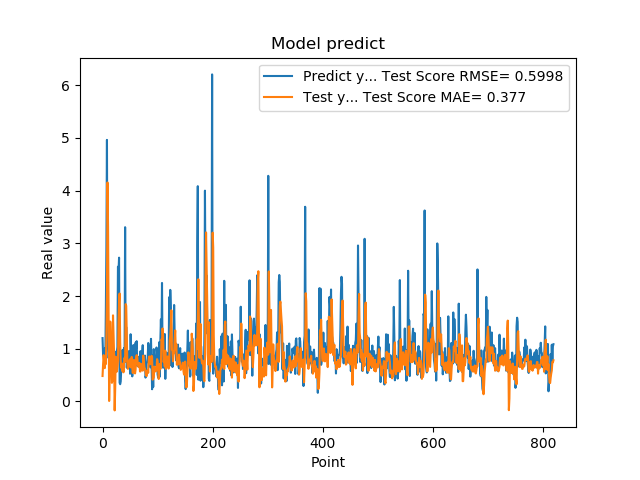 Model predict
Predict y... Test Score RMSE= 0.5998
Test y... Test Score MAE= 0.377
Real value
6
5
4
3
2
1
0
0 200 400 600 800
Point